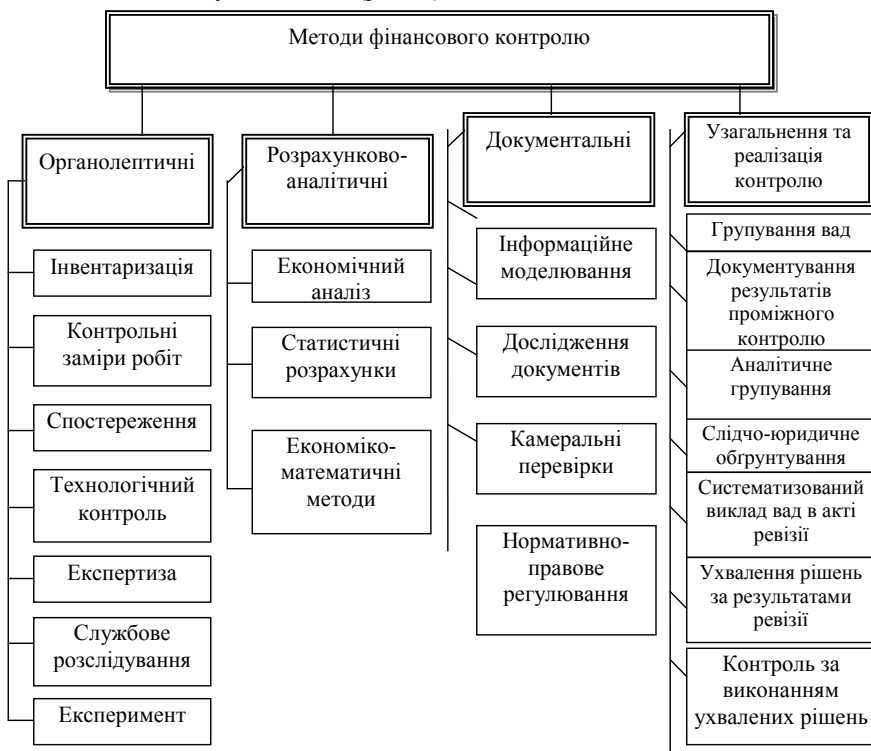 Методи фінансового контролю
Органолептичні
Інвентаризація
Контрольні
заміри робіт
Спостереження
Технологічний
контроль
Експертиза
Службове
розслідування
Експеримент
Розрахунково-
аналітичні
Економічний
аналіз
Статистичні
розрахунки
Економіко-
математичні
методи
Документальні
Інформаційне
моделювання
Дослідження
документів
Камеральні
перевірки
Нормативно-
правове
регулювання
Узагальнення та
реалізація
контролю
Групування вад
Документування
результатів
проміжного
контролю
Аналітичне
групування
Слідчо-юридичне
обґрунтування
Систематизований
виклад вад в акті
ревізії
Ухвалення рішень
за результатами
ревізії
Контроль за
виконанням
ухвалених рішень